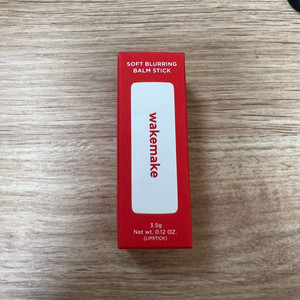 SOFT BLURRING
BALM STICK
wakemake
3.5g
Net wt. 0.12 OZ.
(LIPSTICK)